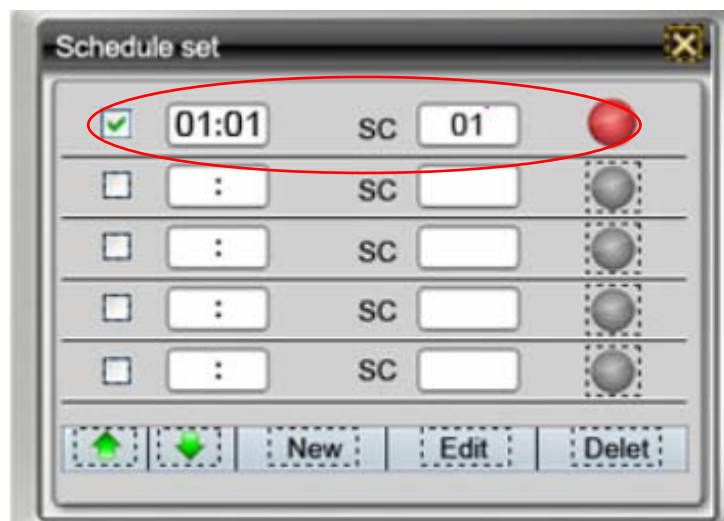 Schedule set
01:01 SC 01
: SC
: SC
: SC
: SC
New Edit Delet